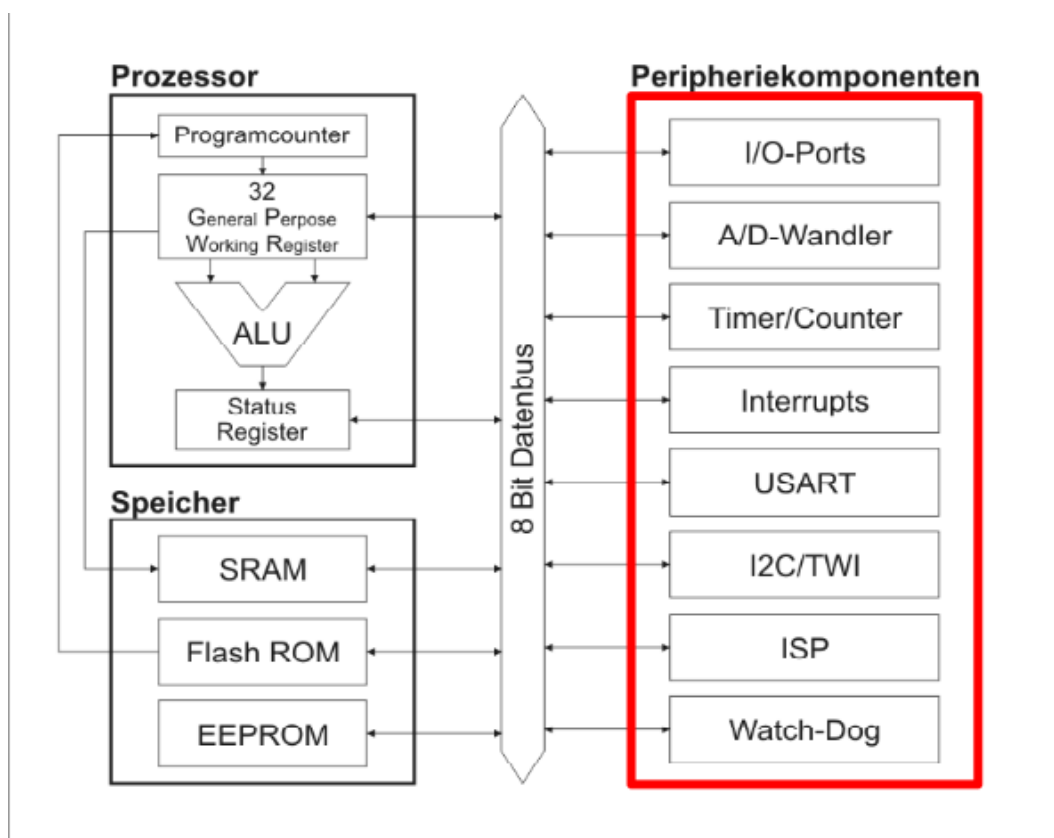 Prozessor
Programcounter
32
General Perpose
Working Register
ALU
Status
Register
Speicher
SRAM
Flash ROM
EEPROM
8 Bit Datenbus
Peripheriekomponenten
I/O-Ports
A/D-Wandler
Timer/Counter
Interrupts
USART
I2C/TWI
ISP
Watch-Dog